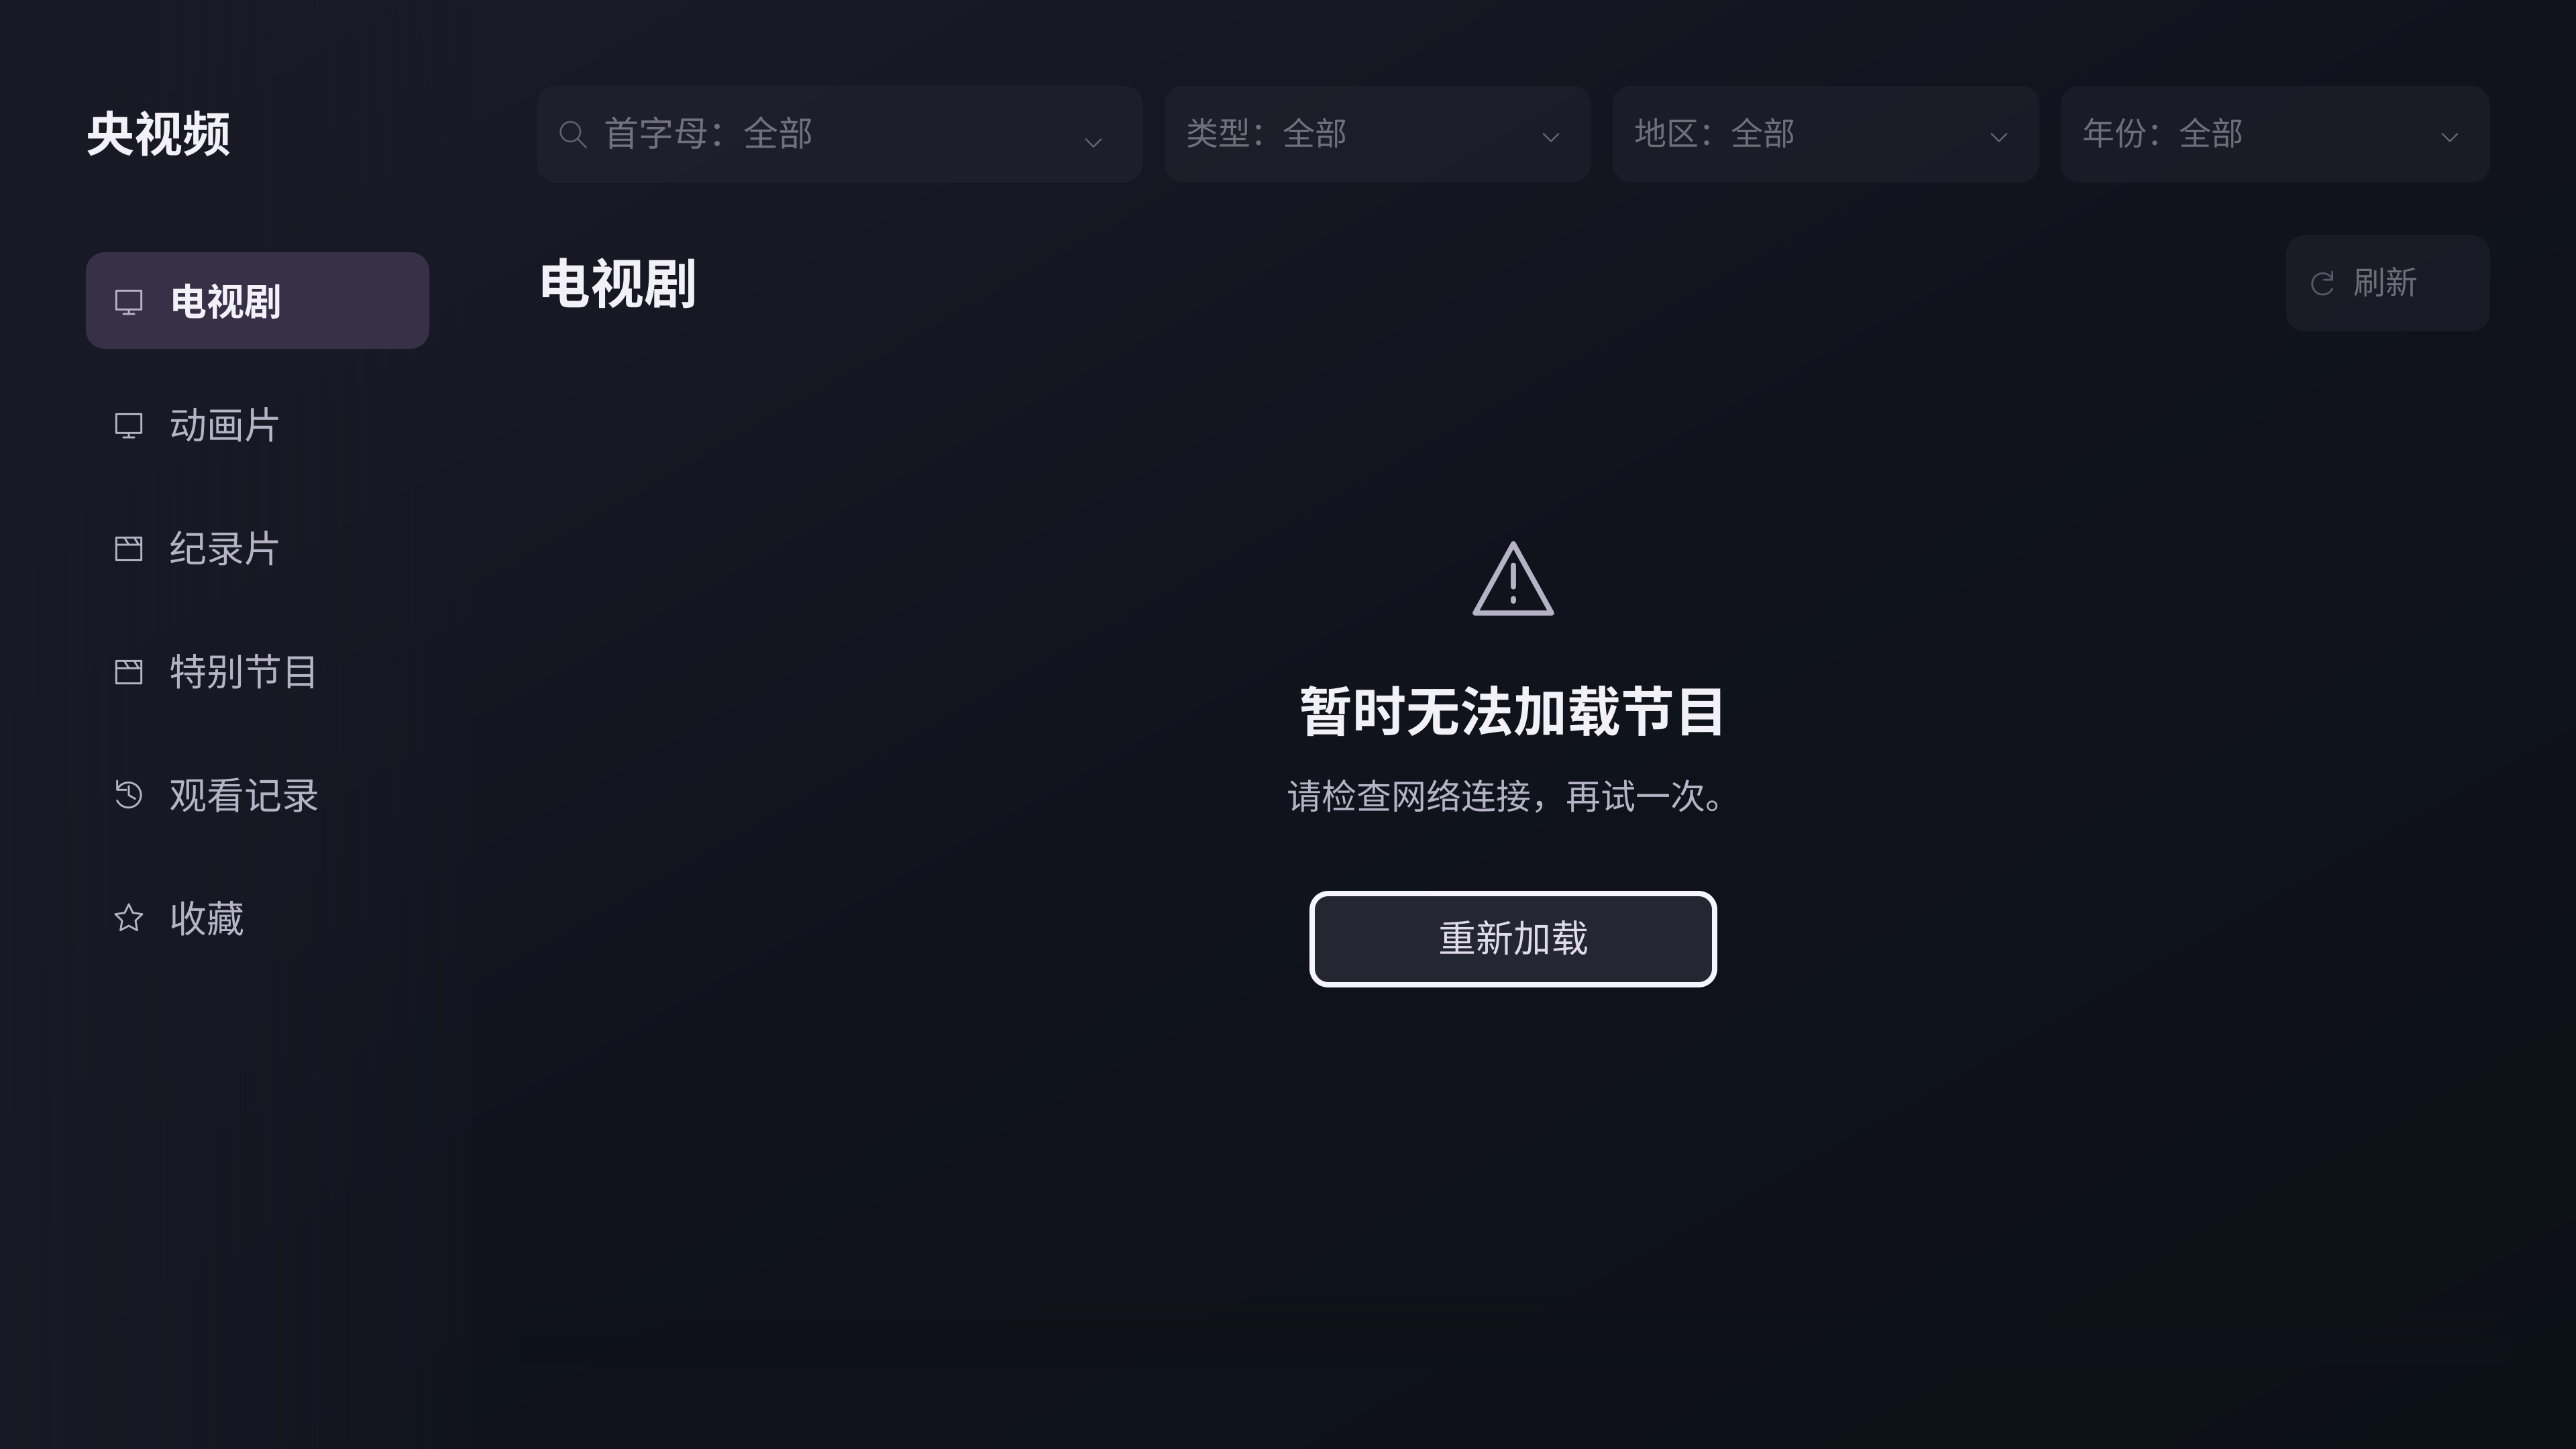 央视频
首字母：全部
类型：全部
地区：全部
年份：全部
电视剧
刷新
电视剧
动画片
纪录片
特别节目
观看记录
收藏
暂时无法加载节目
请检查网络连接，再试一次。
重新加载